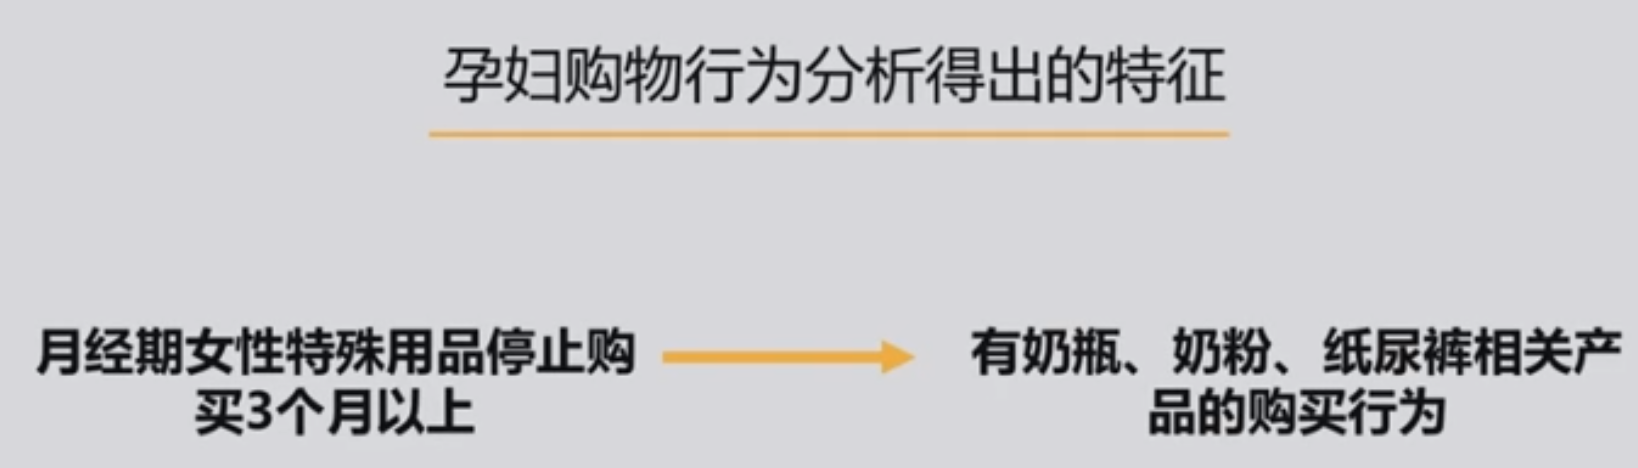 孕妇购物行为分析得出的特征
月经期女性特殊用品停止购
买3个月以上
有奶瓶、奶粉、纸尿裤相关产
品的购买行为